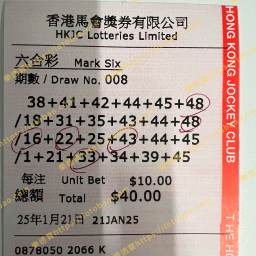 香港馬會獎券有限公司
HKJC Lotteries Limited
六合彩 Mark Six
期數 / Draw No. 008
38+41+42+44+45+48
/18+31+35+43+44+48
/16+22+25+43+44+45
/1+21+33+34+39+45
每注 Unit Bet $10.00
總額 Total $40.00
25年1月21日 21JAN25
0878050 2066 K
HONG KONG JOCKEY CLUB
THE HO